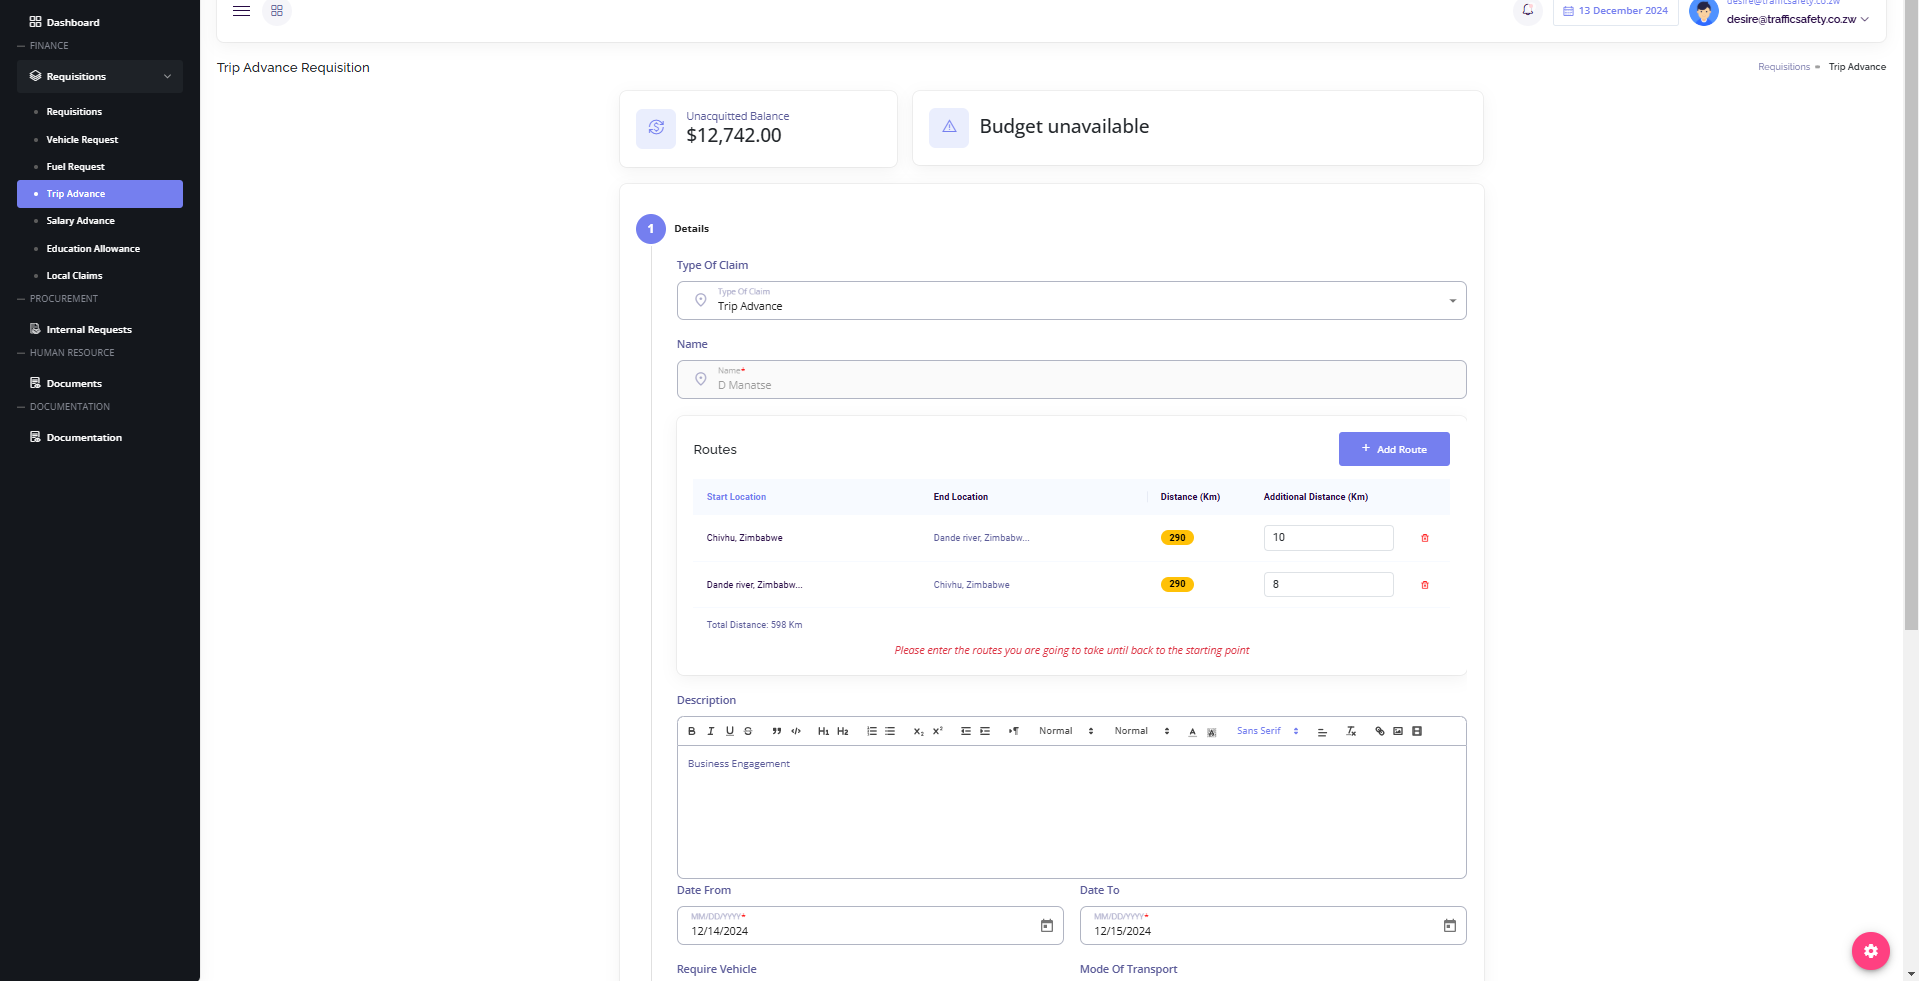 Dashboard
— FINANCE
Requisitions
Requisitions
Vehicle Request
Fuel Request
Trip Advance
Salary Advance
Education Allowance
Local Claims
— PROCUREMENT
Internal Requests
— HUMAN RESOURCE
Documents
— DOCUMENTATION
Documentation
13 December 2024
desire@trafficsafety.co.zw
desire@trafficsafety.co.zw
Trip Advance Requisition
Requisitions
Trip Advance
Unacquitted Balance
$12,742.00
Budget unavailable
1 Details
Type Of Claim
Type Of Claim
Trip Advance
Name
Name*
D Manatse
Routes
+ Add Route
Start Location End Location Distance (Km) Additional Distance (Km)
Chivhu, Zimbabwe Dande river, Zimbabw... 290 10
Dande river, Zimbabw... Chivhu, Zimbabwe 290 8
Total Distance: 598 Km
Please enter the routes you are going to take until back to the starting point
Description
B I U S H1 H2 X2 X2 Normal Normal A A Sans Serif Tx
Business Engagement
Date From Date To
MM/DD/YYYY* MM/DD/YYYY*
12/14/2024 12/15/2024
Require Vehicle Mode Of Transport